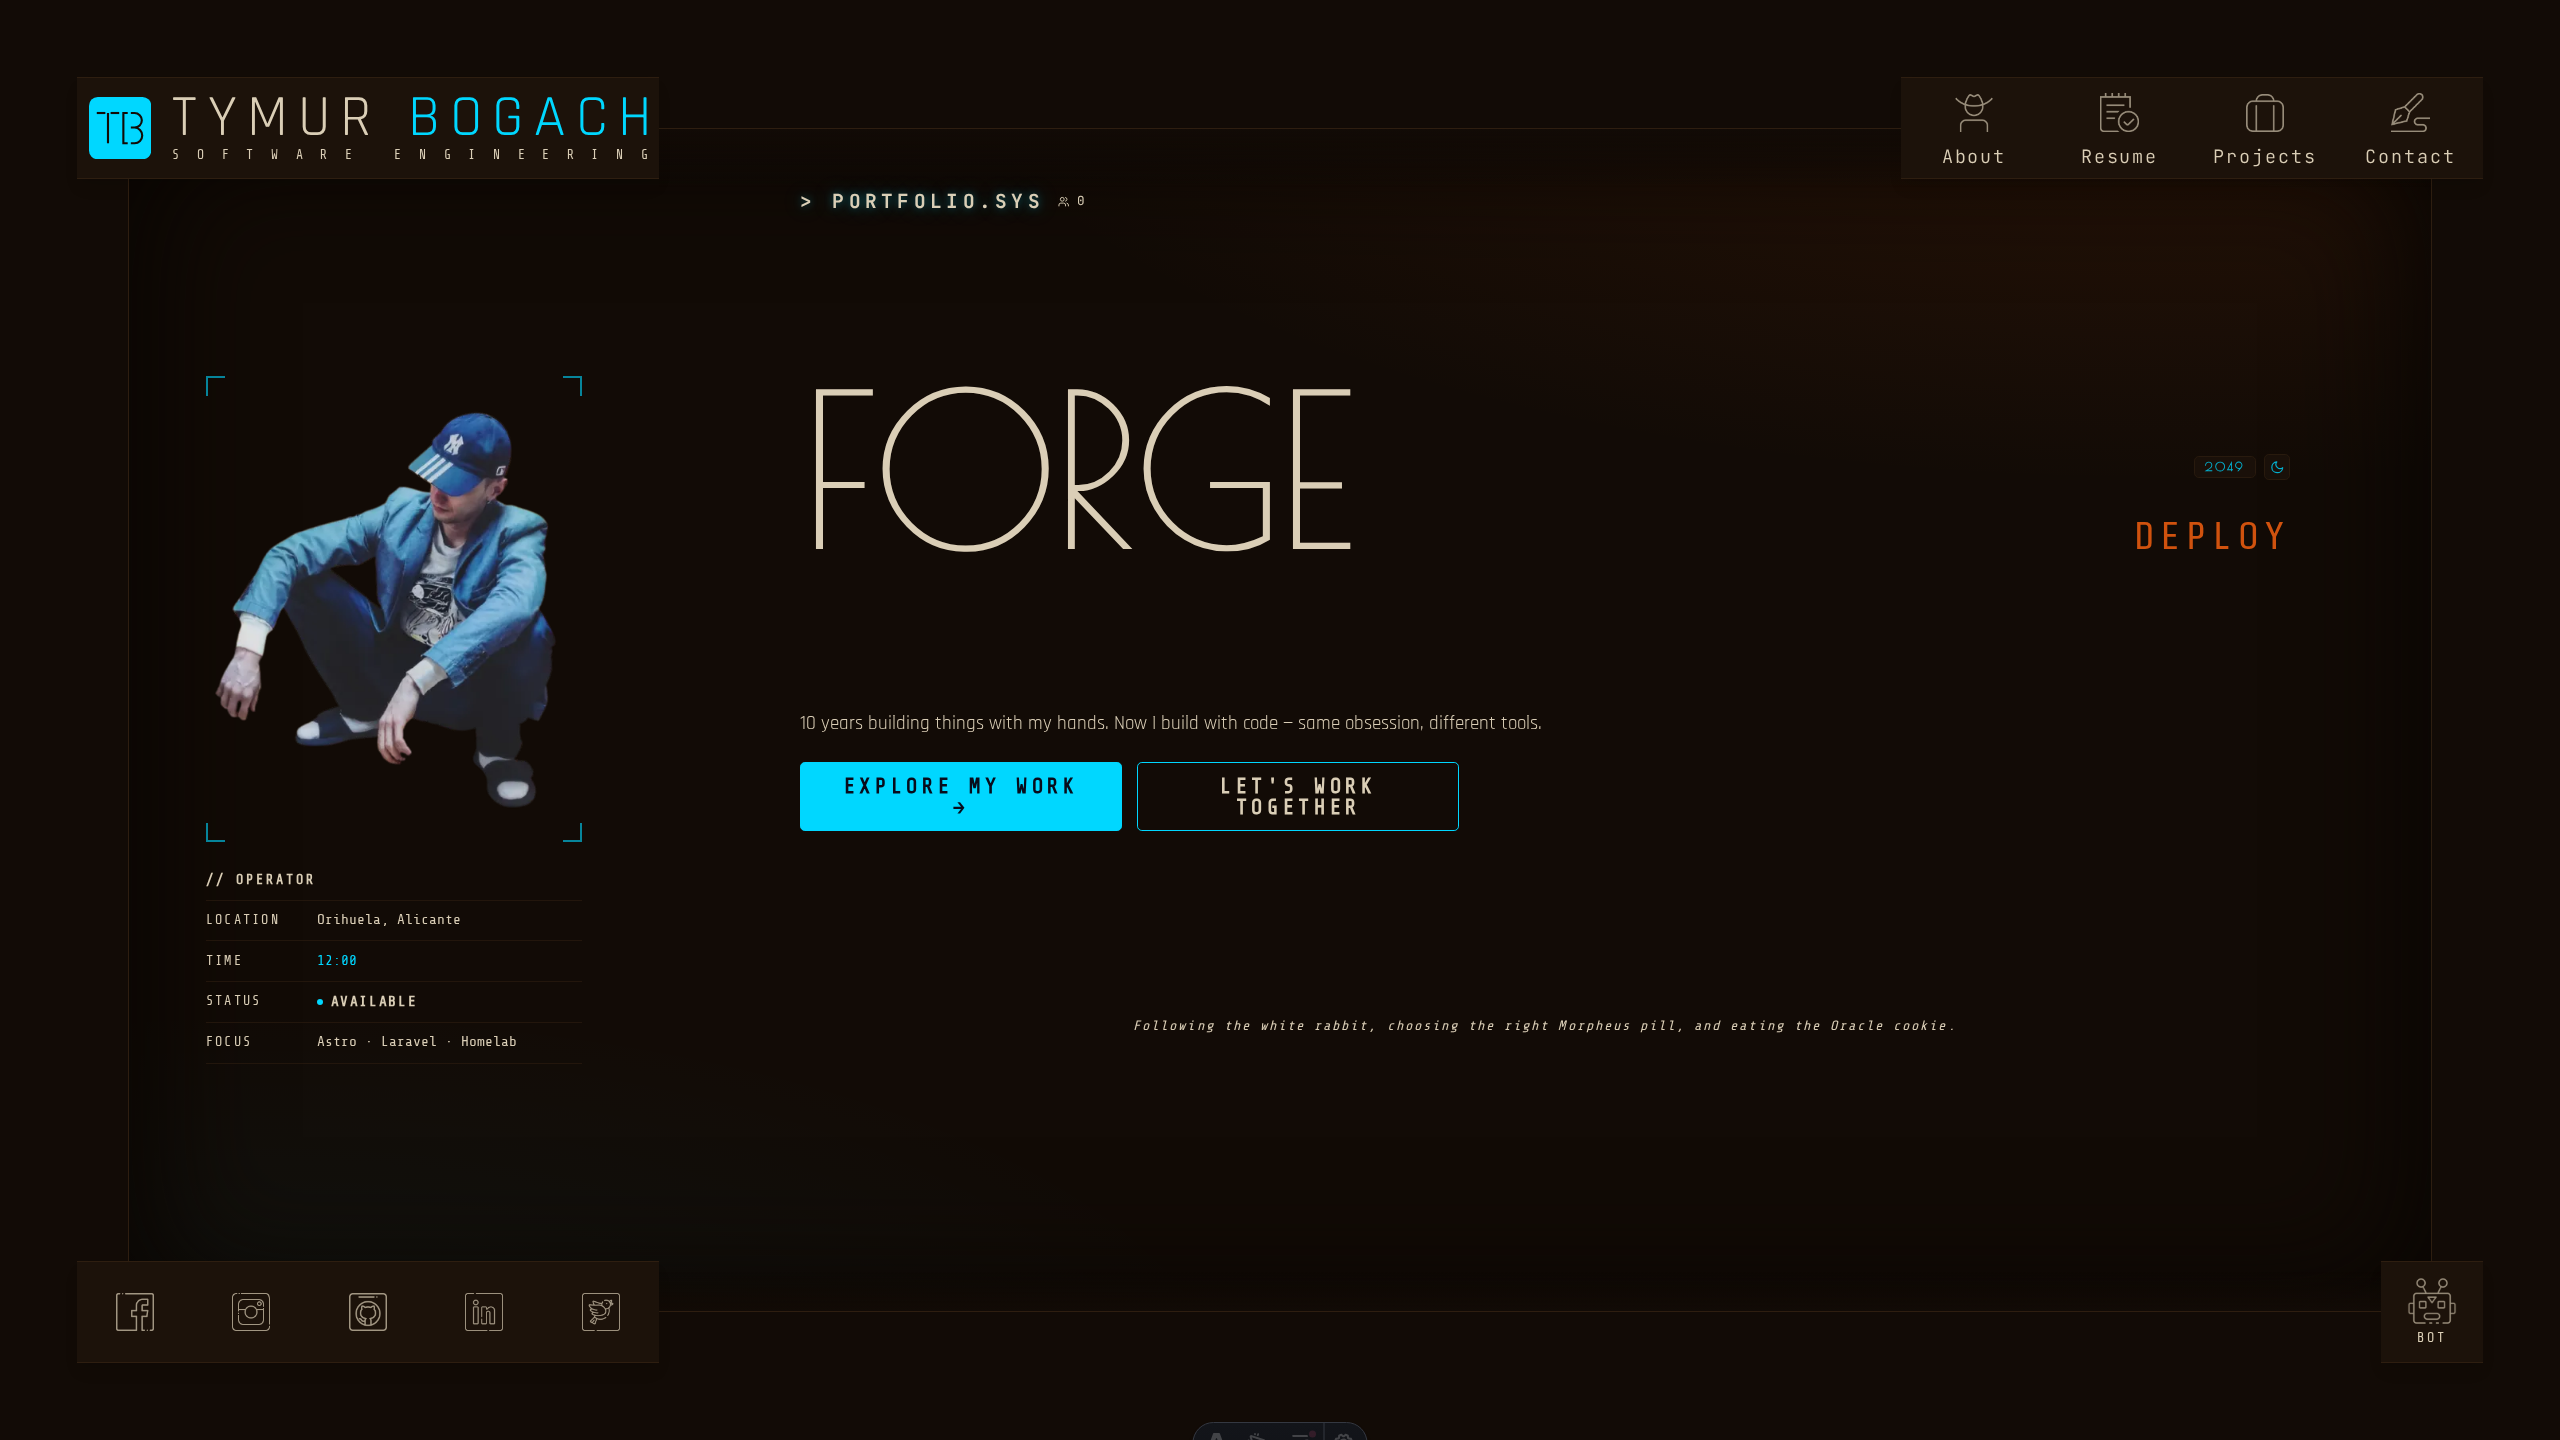 TB
TYMUR BOGACH
SOFTWARE ENGINEERING
About
Resume
Projects
Contact
> PORTFOLIO.SYS 0
FORGE
2049
DEPLOY
10 years building things with my hands. Now I build with code — same obsession, different tools.
EXPLORE MY WORK
→
LET'S WORK
TOGETHER
// OPERATOR
LOCATION Orihuela, Alicante
TIME 12:00
STATUS AVAILABLE
FOCUS Astro · Laravel · Homelab
Following the white rabbit, choosing the right Morpheus pill, and eating the Oracle cookie.
BOT